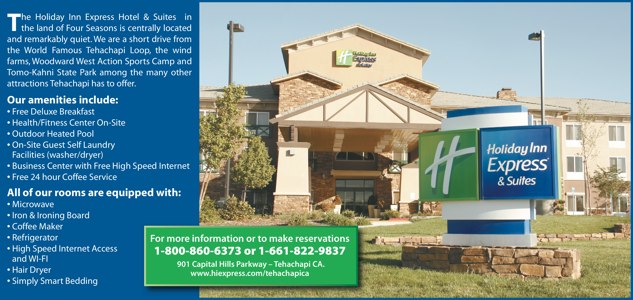 The Holiday Inn Express Hotel & Suites in
the land of Four Seasons is centrally located
and remarkably quiet. We are a short drive from
the World Famous Tehachapi Loop, the wind
farms, Woodward West Action Sports Camp and
Tomo-Kahni State Park among the many other
attractions Tehachapi has to offer.
Our amenities include:
• Free Deluxe Breakfast
• Health/Fitness Center On-Site
• Outdoor Heated Pool
• On-Site Guest Self Laundry
Facilities (washer/dryer)
• Business Center with Free High Speed Internet
• Free 24 hour Coffee Service
All of our rooms are equipped with:
• Microwave
• Iron & Ironing Board
• Coffee Maker
• Refrigerator
• High Speed Internet Access
and WI-FI
• Hair Dryer
• Simply Smart Bedding
Holiday Inn
Express
& Suites
H
Holiday Inn
Express
& Suites
For more information or to make reservations
1-800-860-6373 or 1-661-822-9837
901 Capital Hills Parkway – Tehachapi CA.
www.hiexpress.com/tehachapica